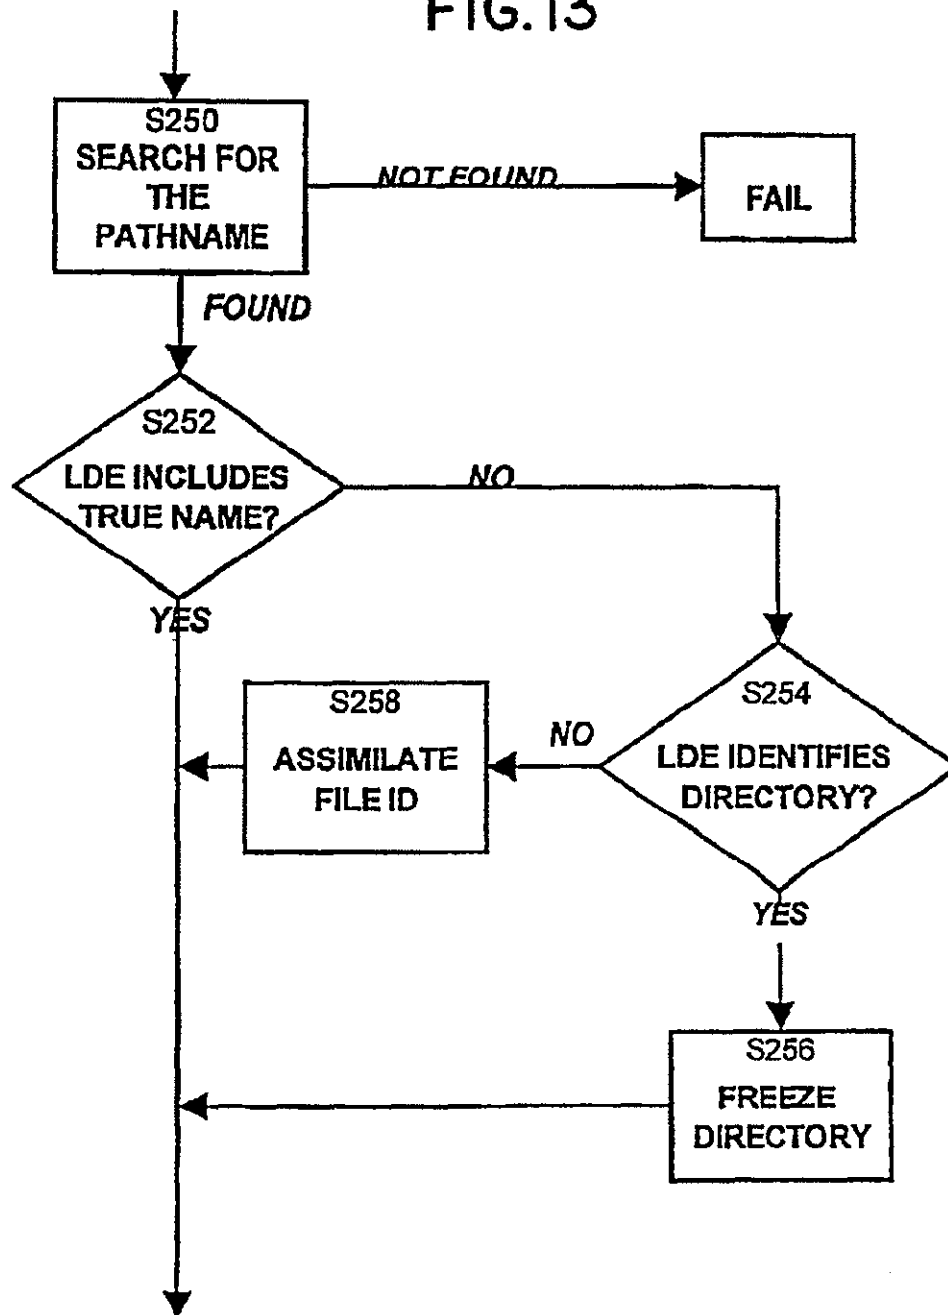 FIG.13
S250
SEARCH FOR
THE
PATHNAME
NOT FOUND
FAIL
FOUND
S252
LDE INCLUDES
TRUE NAME?
NO
YES
S254
LDE IDENTIFIES
DIRECTORY?
NO
S258
ASSIMILATE
FILE ID
YES
S256
FREEZE
DIRECTORY